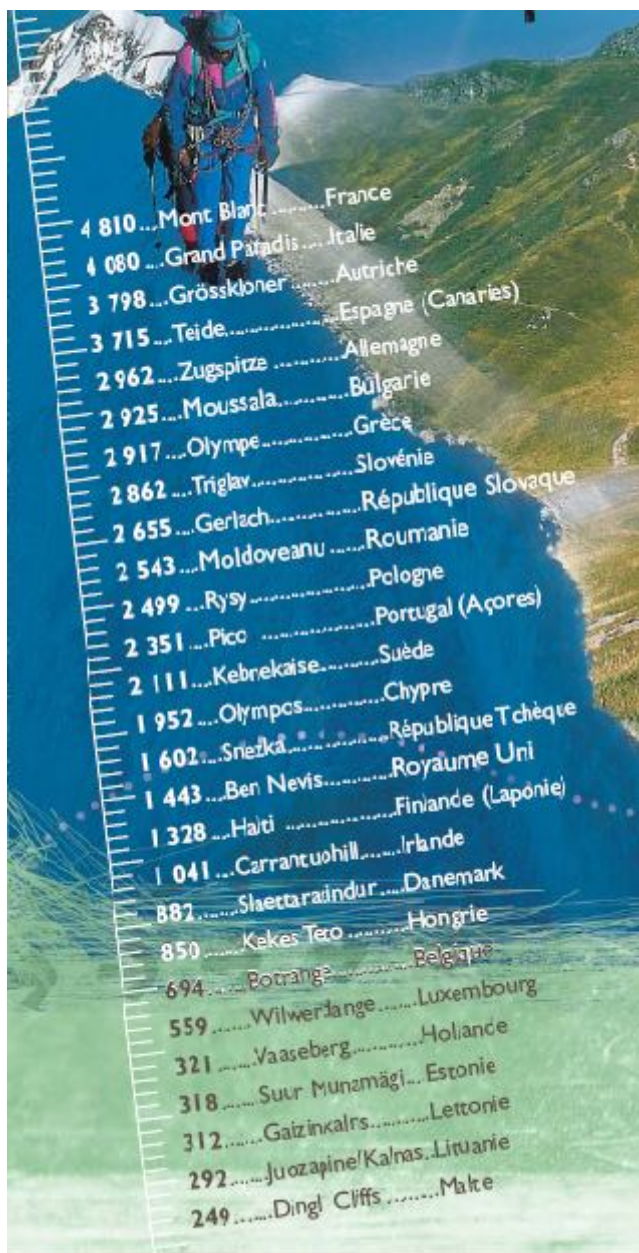 4 810...Mont Blanc..........France
4 080....Grand Paradis.....Italie
3 798...Grösskloner........Autriche
3 715....Teide....................Espagne (Canaries)
2 962....Zugspitze............Allemagne
2 925....Moussala............Bulgarie
2 917....Olympe................Grèce
2 862....Triglav..................Slovénie
2 655....Gerlach................République Slovaque
2 543....Moldoveanu......Roumanie
2 499...Rysy.....................Pologne
2 351....Pico....................Portugal (Açores)
2 111....Kebrekaise..........Suède
1 952....Olympos..............Chypre
1 602....Snezka.................République Tchèque
1 443...Ben Nevis............Royaume Uni
1 328...Halti....................Finlande (Laponie)
1 041...Carrantuohill........Irlande
882........Slaettaratindur....Danemark
850.......Kekes Teto..........Hongrie
694........Botrange..............Belgique
559.......Wilwerdange.......Luxembourg
321........Vaaseberg............Hollande
318.......Suur Munamägi...Estonie
312.......Gaizinkalns..........Lettonie
292.......Juozapine/Kalnas..Lituanie
249.......Dingl Cliffs.........Malte